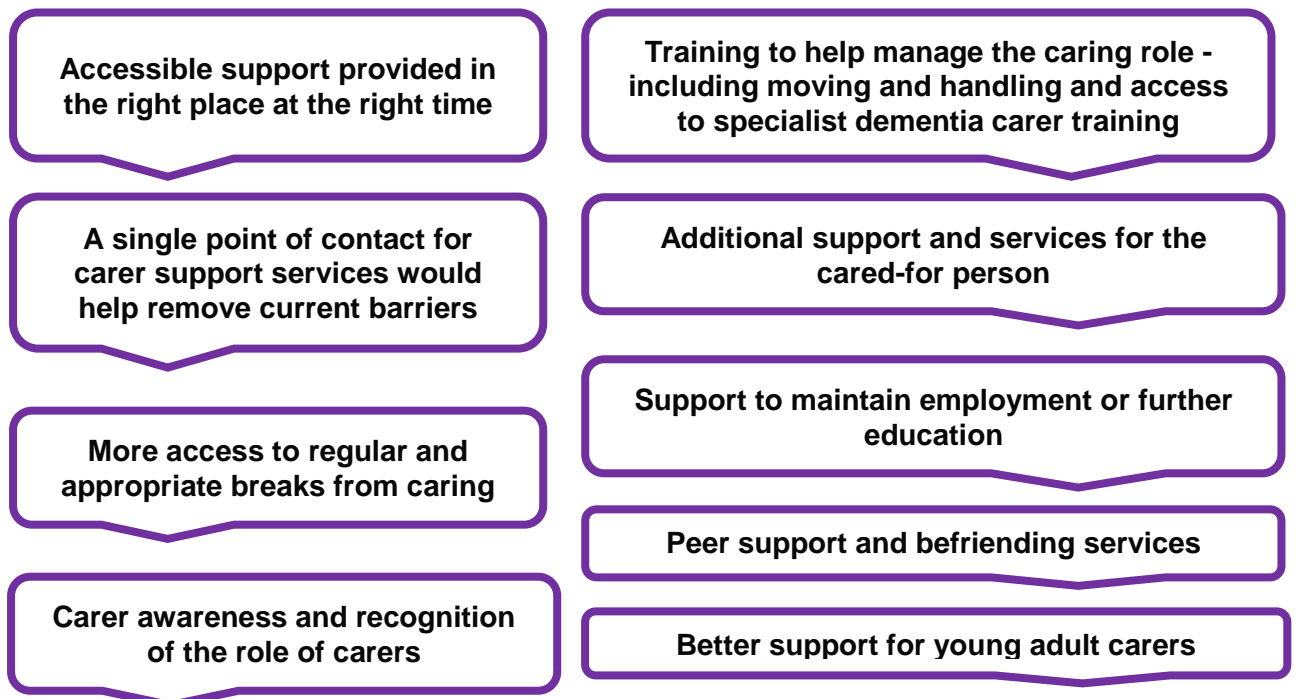 Accessible support provided in
the right place at the right time
A single point of contact for
carer support services would
help remove current barriers
More access to regular and
appropriate breaks from caring
Carer awareness and recognition
of the role of carers
Training to help manage the caring role -
including moving and handling and access
to specialist dementia carer training
Additional support and services for the
cared-for person
Support to maintain employment or further
education
Peer support and befriending services
Better support for young adult carers